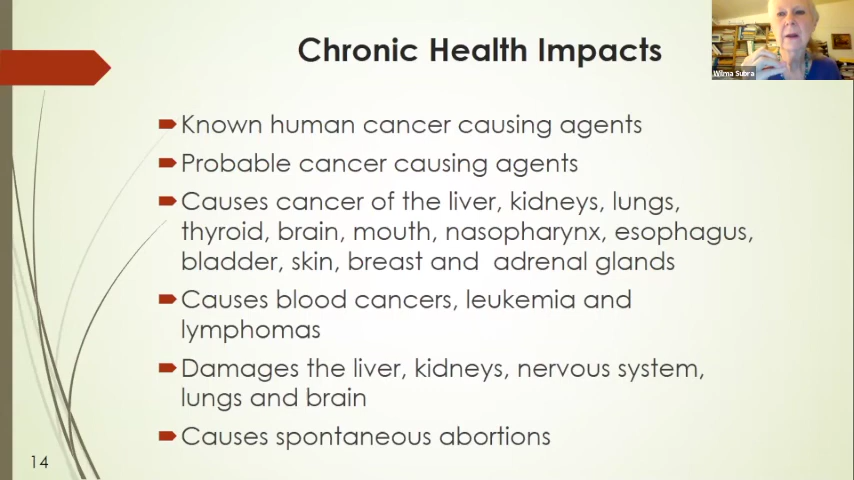 Chronic Health Impacts
Wilma Subra
Known human cancer causing agents
Probable cancer causing agents
Causes cancer of the liver, kidneys, lungs,
thyroid, brain, mouth, nasopharynx, esophagus,
bladder, skin, breast and adrenal glands
Causes blood cancers, leukemia and
lymphomas
Damages the liver, kidneys, nervous system,
lungs and brain
Causes spontaneous abortions
14